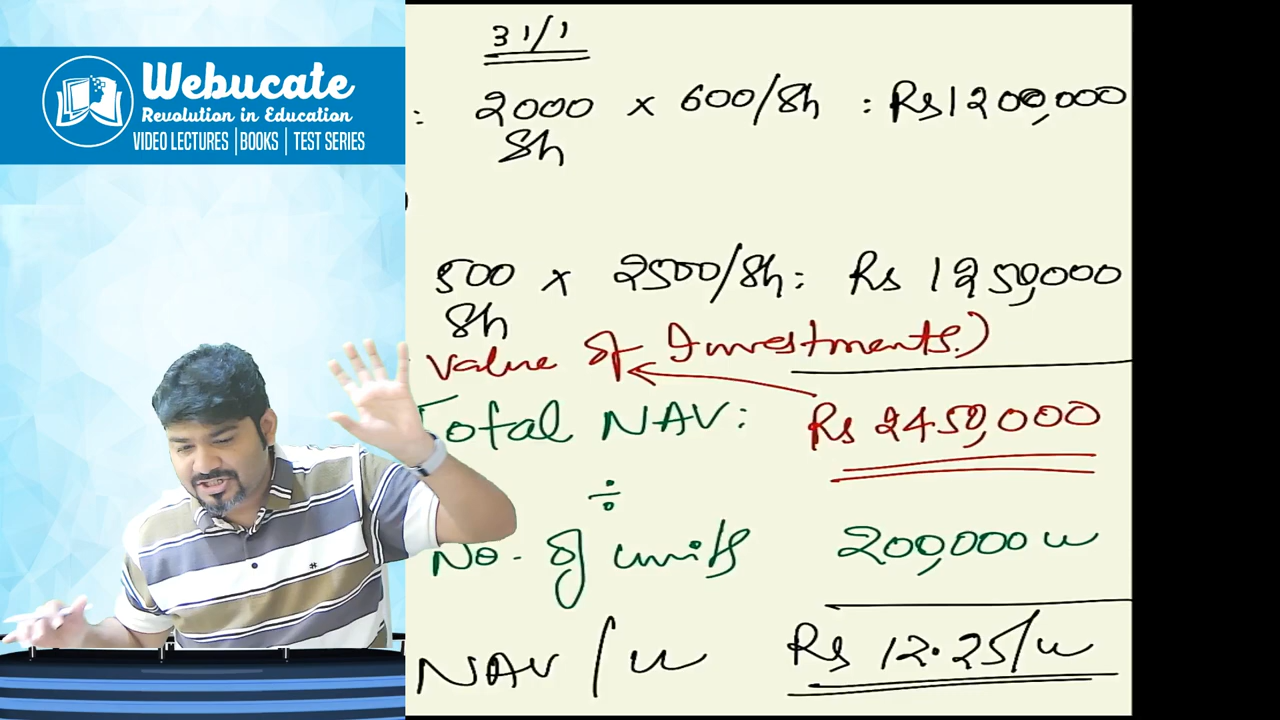 Webucate
Revolution in Education
VIDEO LECTURES | BOOKS | TEST SERIES
31/1
: 2000 x 600/Sh : Rs 1200,000
Sh
500 x 2500/Sh : Rs 1250,000
Sh
Value of Investments.)
Total NAV: Rs 2450,000
÷
No. of units 200,000 u
NAV / u Rs 12.25/u